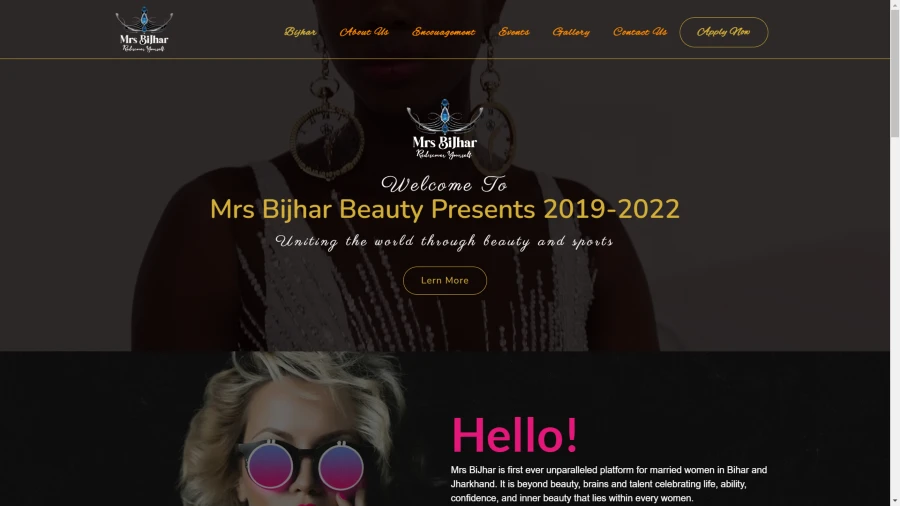 Mrs BiJhar
Rediscover Yourself
Bijhar About Us Encouagement Events Gallery Contact Us Apply Now
Mrs BiJhar
Rediscover Yourself
Welcome To
Mrs Bijhar Beauty Presents 2019-2022
Uniting the world through beauty and sports
Lern More
Hello!
Mrs BiJhar is first ever unparalleled platform for married women in Bihar and
Jharkhand. It is beyond beauty, brains and talent celebrating life, ability,
confidence, and inner beauty that lies within every women.